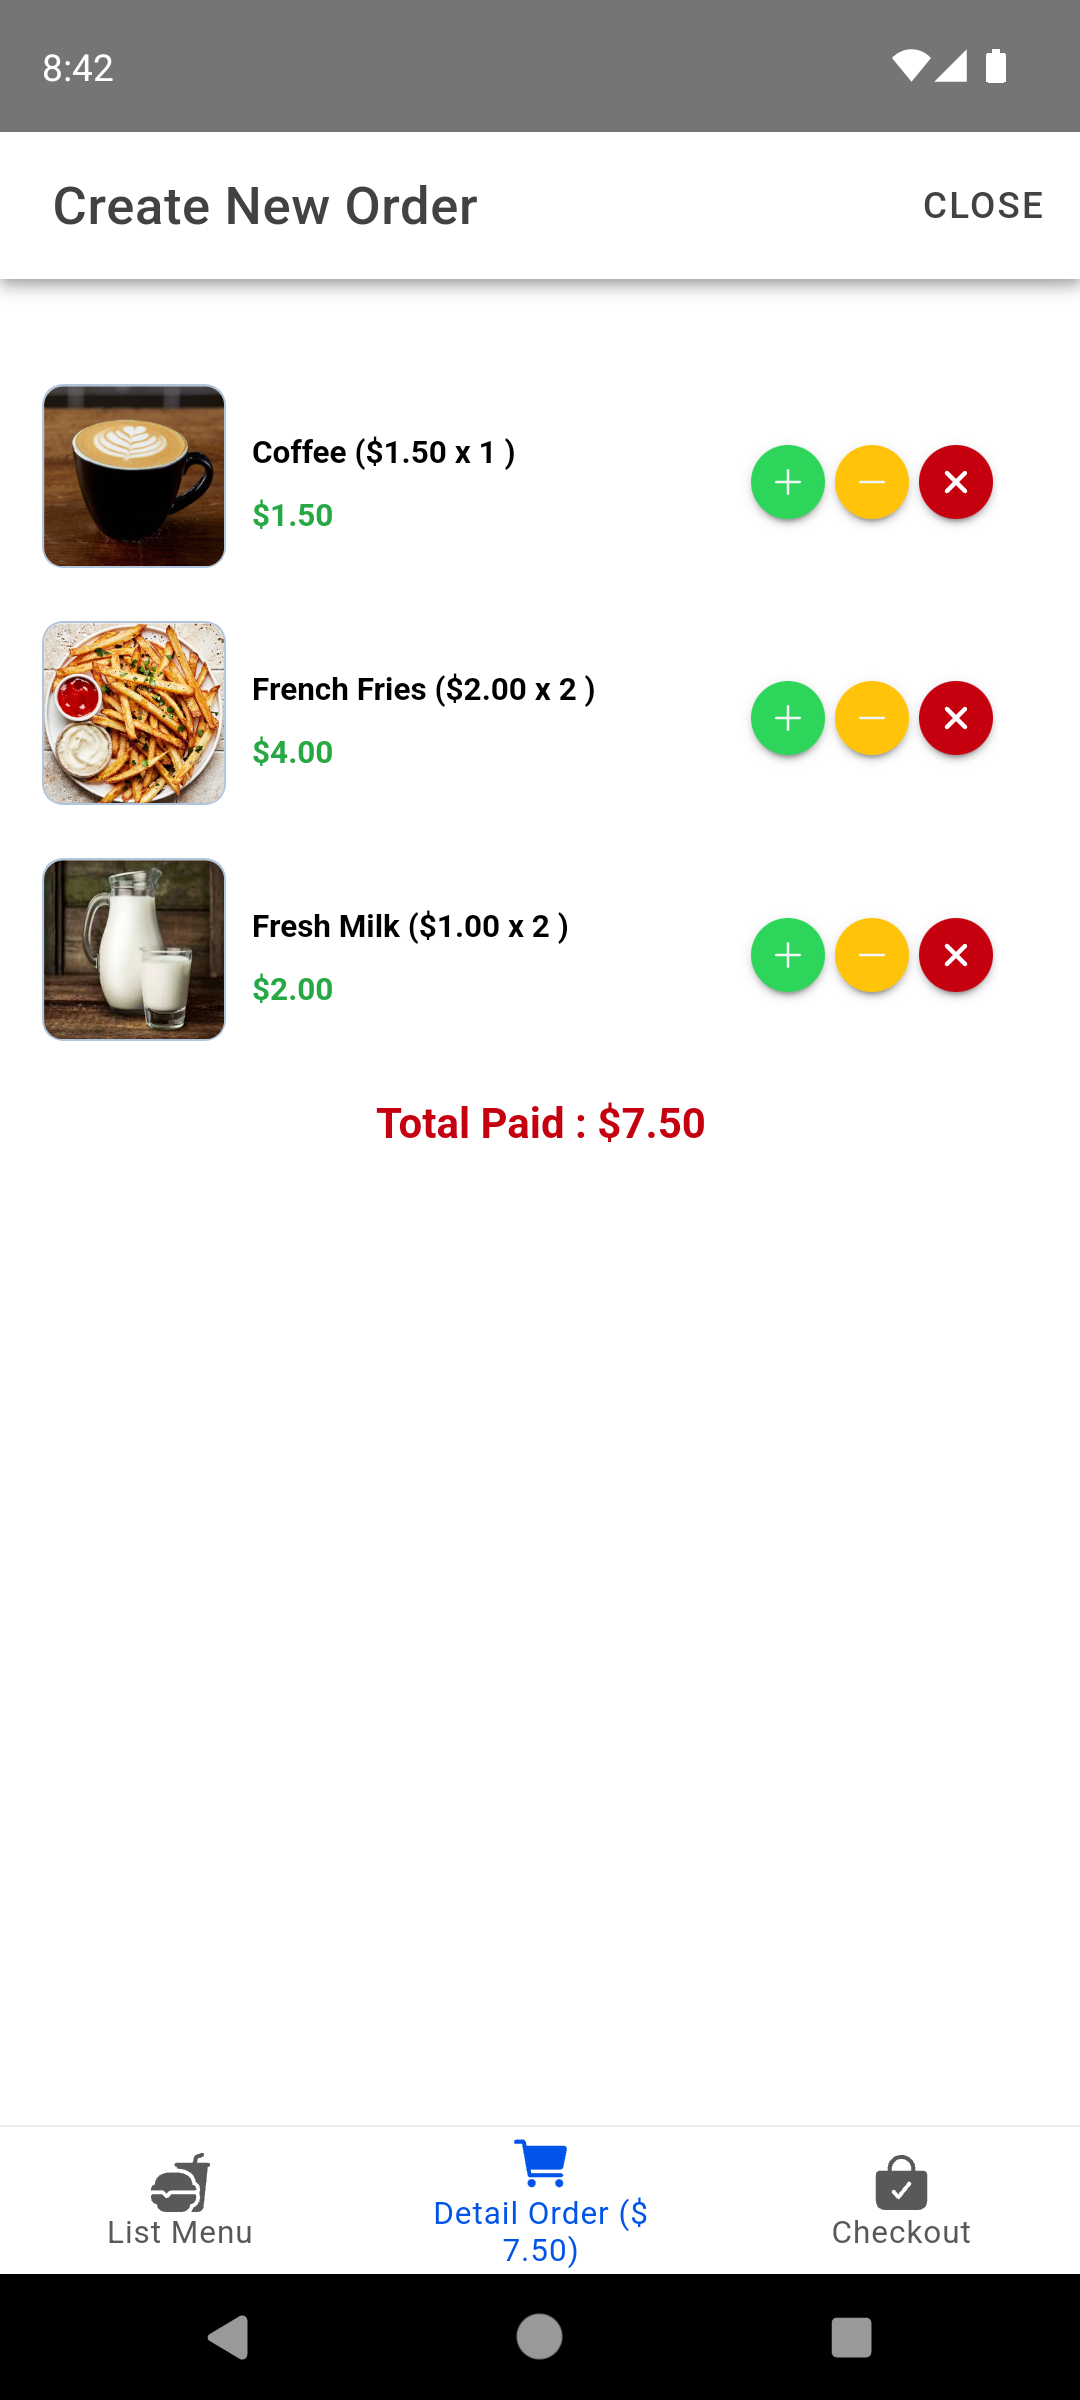 8:42
Create New Order
CLOSE
Coffee ($1.50 x 1 )
$1.50
French Fries ($2.00 x 2 )
$4.00
Fresh Milk ($1.00 x 2 )
$2.00
Total Paid : $7.50
List Menu
Detail Order ($
7.50)
Checkout